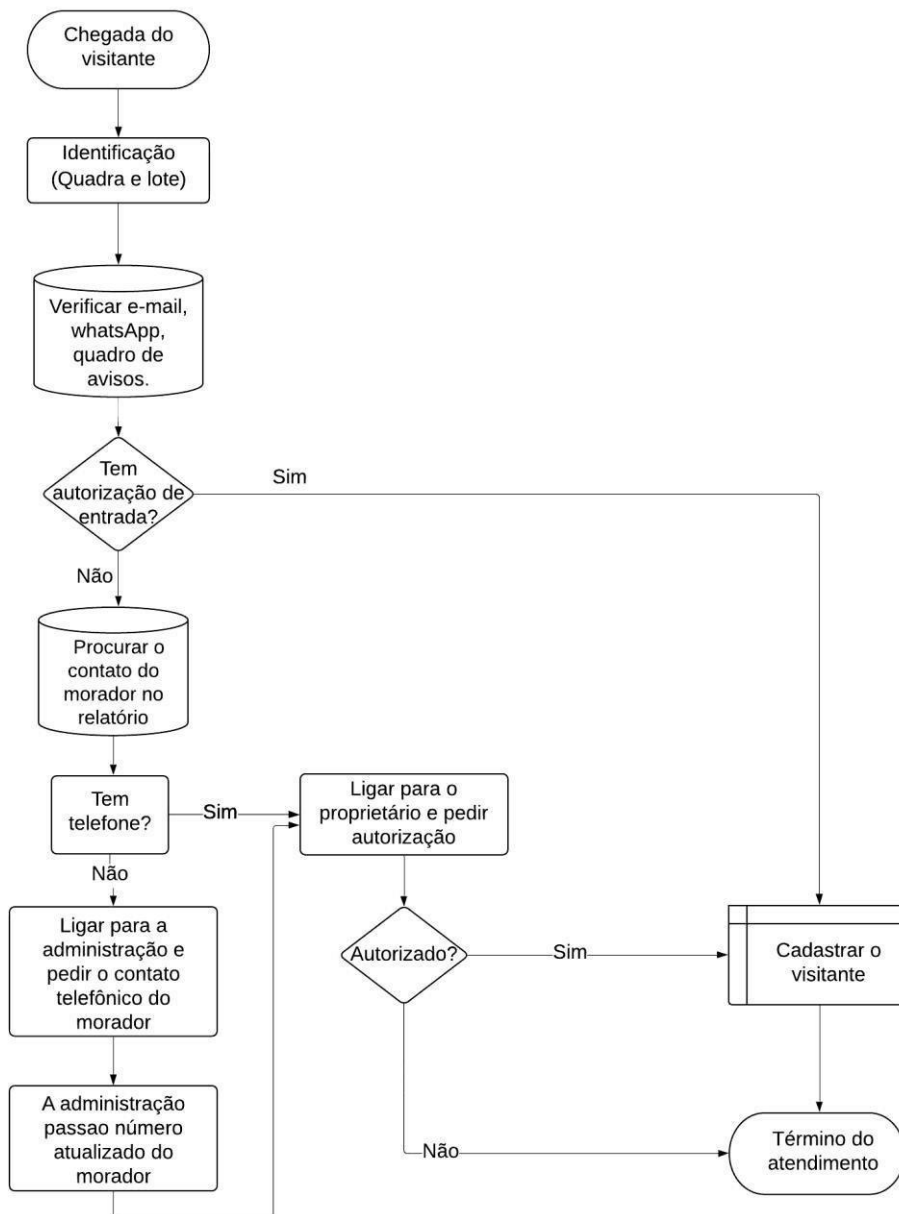 Chegada do
visitante
Identificação
(Quadra e lote)
Verificar e-mail,
whatsApp,
quadro de
avisos.
Tem
autorização de
entrada?
Sim
Não
Procurar o
contato do
morador no
relatório
Tem
telefone?
Sim
Ligar para o
proprietário e pedir
autorização
Não
Ligar para a
administração e
pedir o contato
telefônico do
morador
Autorizado?
Sim
Cadastrar o
visitante
A administração
passao número
atualizado do
morador
Não
Término do
atendimento